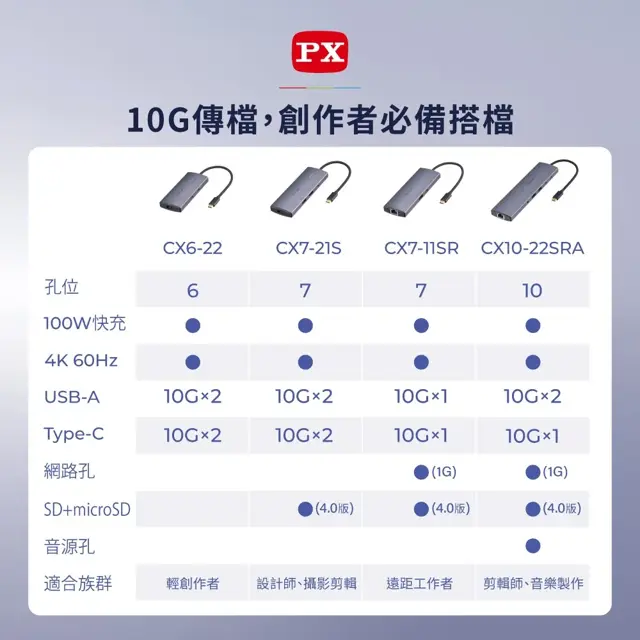 PX
10G傳檔,創作者必備搭檔
CX6-22 CX7-21S CX7-11SR CX10-22SRA
孔位 6 7 7 10
100W快充 ● ● ● ●
4K 60Hz ● ● ● ●
USB-A 10G×2 10G×2 10G×1 10G×2
Type-C 10G×2 10G×2 10G×1 10G×1
網路孔 ●(1G) ●(1G)
SD+microSD ●(4.0版) ●(4.0版) ●(4.0版)
音源孔 ●
適合族群 輕創作者 設計師、攝影剪輯 遠距工作者 剪輯師、音樂製作